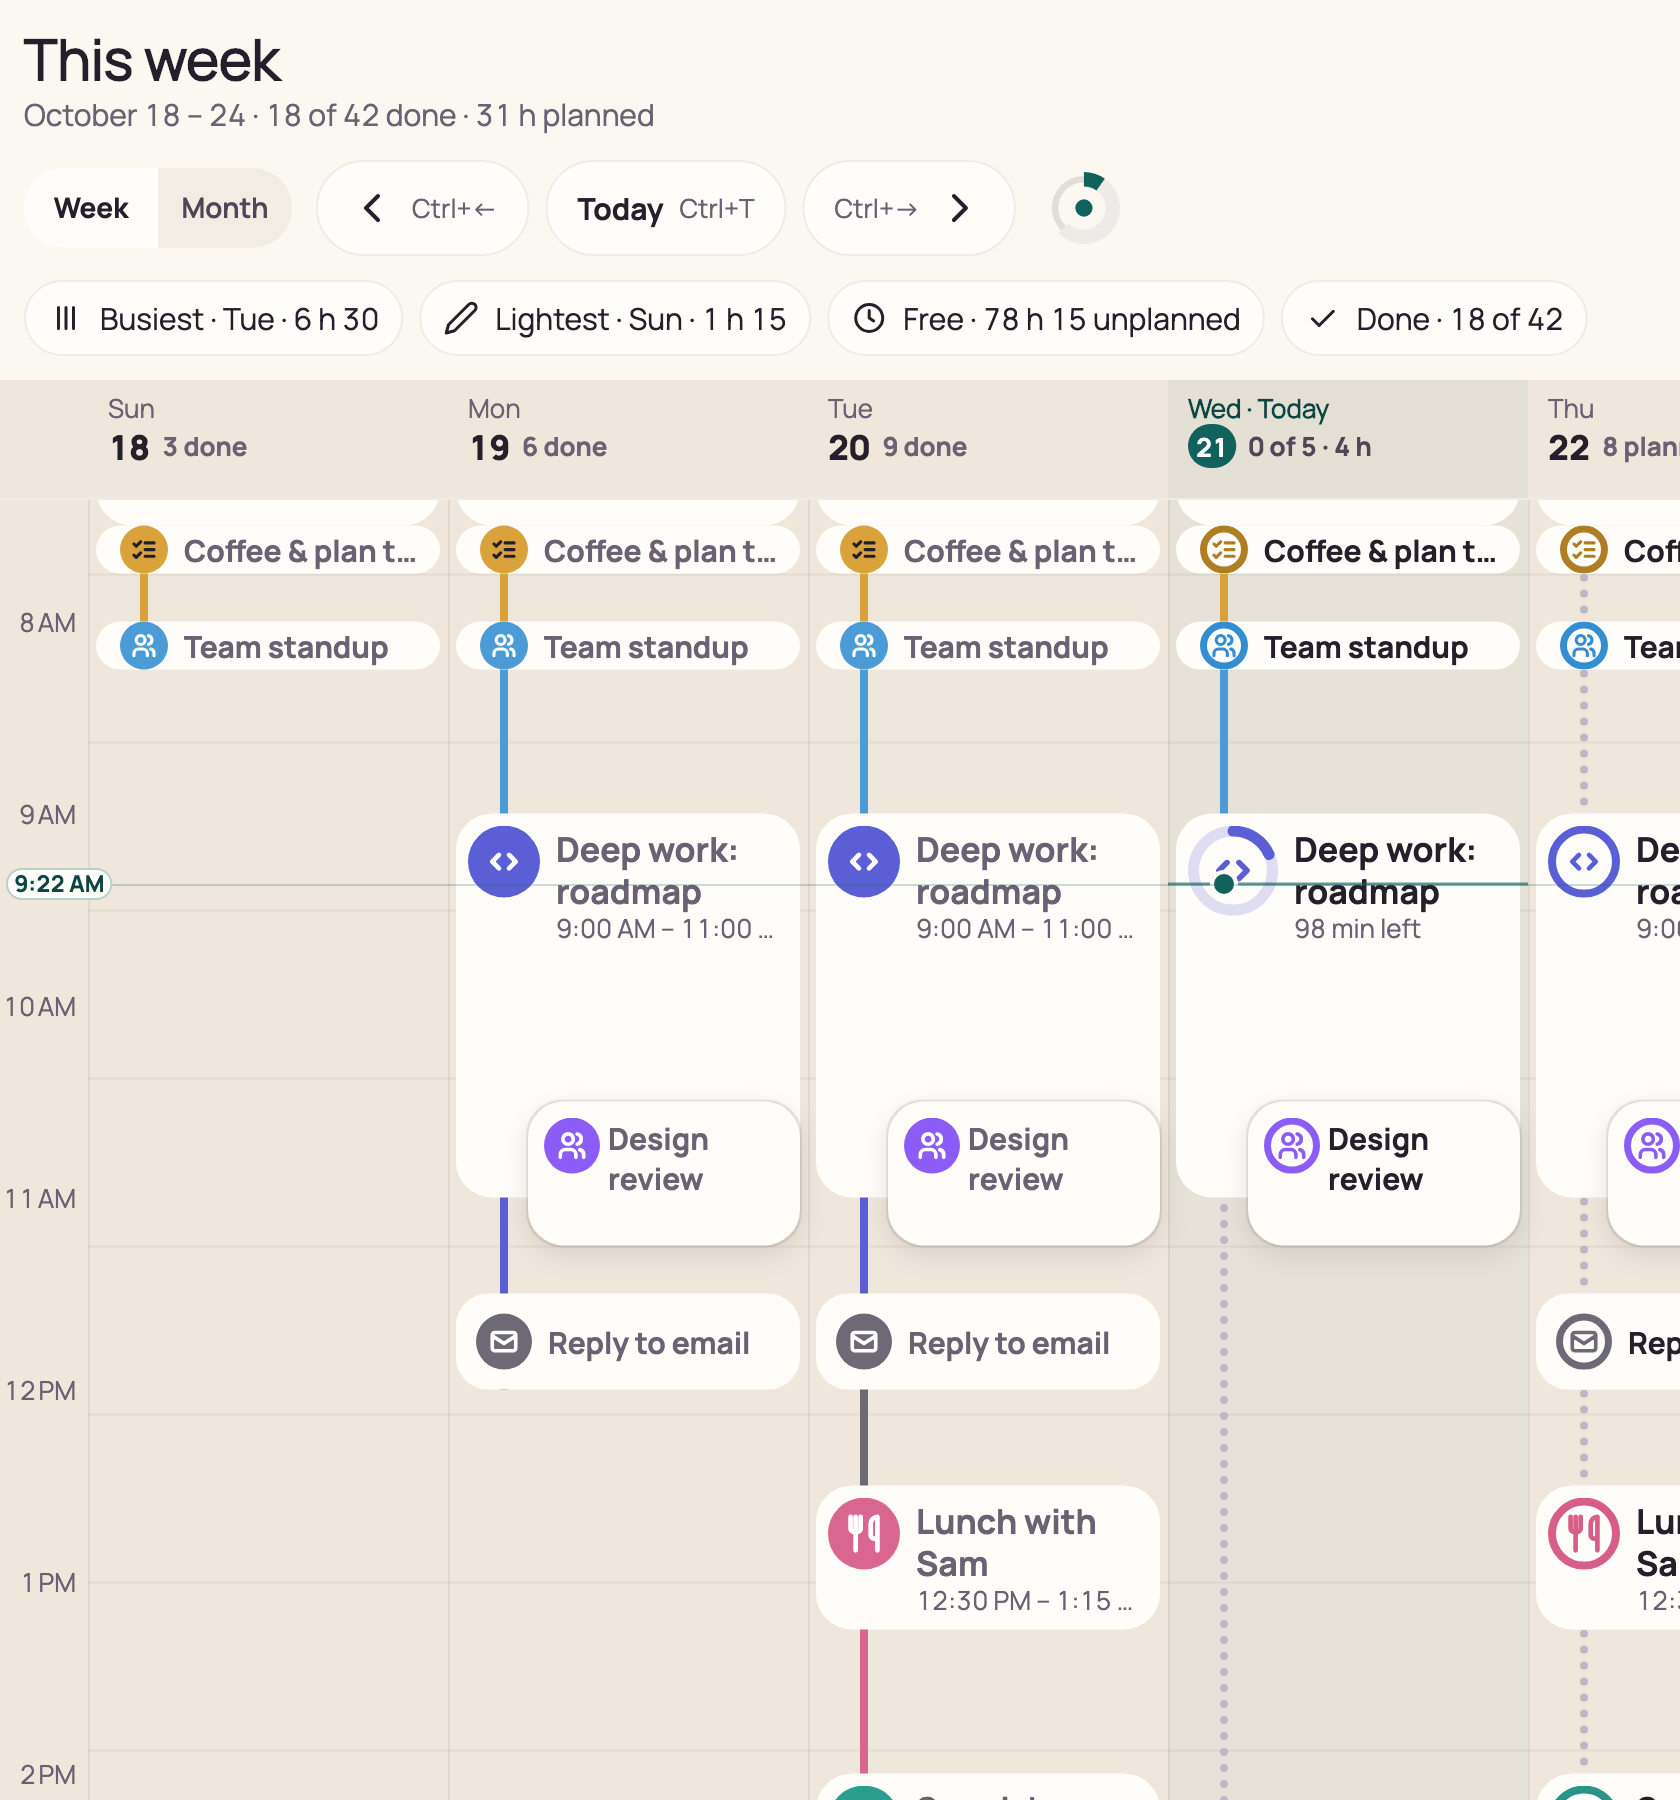 This week
October 18 – 24 · 18 of 42 done · 31 h planned
Week Month Ctrl+← Today Ctrl+T Ctrl+→
Busiest · Tue · 6 h 30 Lightest · Sun · 1 h 15 Free · 78 h 15 unplanned Done · 18 of 42
Sun Mon Tue Wed · Today Thu
18 3 done 19 6 done 20 9 done 21 0 of 5 · 4 h 22 8 plan
Coffee & plan t... Coffee & plan t... Coffee & plan t... Coffee & plan t...
8 AM
Team standup Team standup Team standup Team standup
9 AM
Deep work: Deep work: Deep work:
9:22 AM
roadmap roadmap roadmap
9:00 AM – 11:00 ... 9:00 AM – 11:00 ... 98 min left
10 AM
Design Design Design
review review review
11 AM
Reply to email Reply to email
12 PM
Lunch with
Sam
12:30 PM – 1:15 ...
1 PM
2 PM